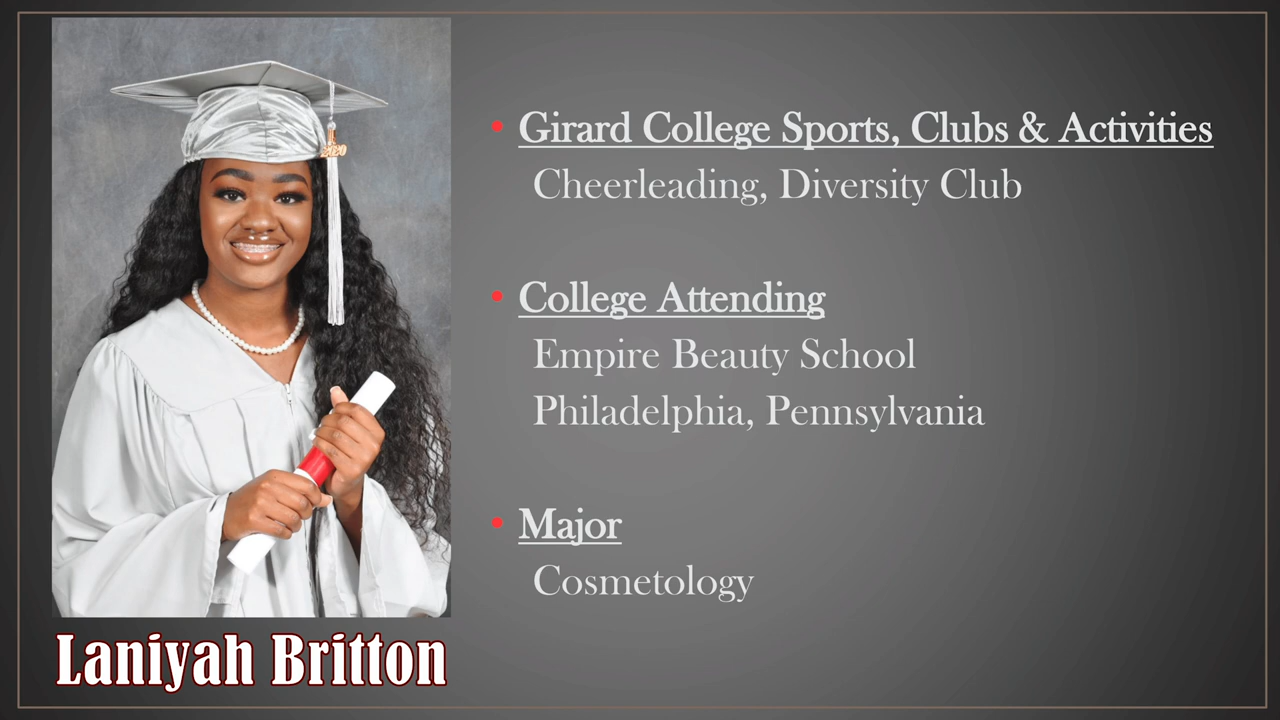 2020
Girard College Sports, Clubs & Activities
Cheerleading, Diversity Club
College Attending
Empire Beauty School
Philadelphia, Pennsylvania
Major
Cosmetology
Laniyah Britton